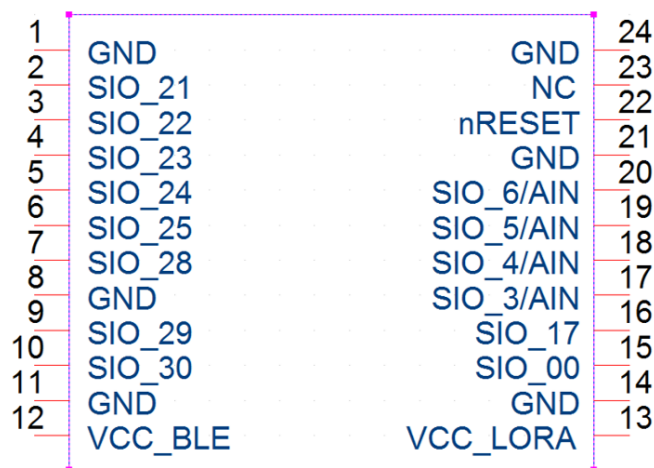 1 GND GND 24
2 SIO_21 NC 23
3 SIO_22 nRESET 22
4 SIO_23 GND 21
5 SIO_24 SIO_6/AIN 20
6 SIO_25 SIO_5/AIN 19
7 SIO_28 SIO_4/AIN 18
8 GND SIO_3/AIN 17
9 SIO_29 SIO_17 16
10 SIO_30 SIO_00 15
11 GND GND 14
12 VCC_BLE VCC_LORA 13